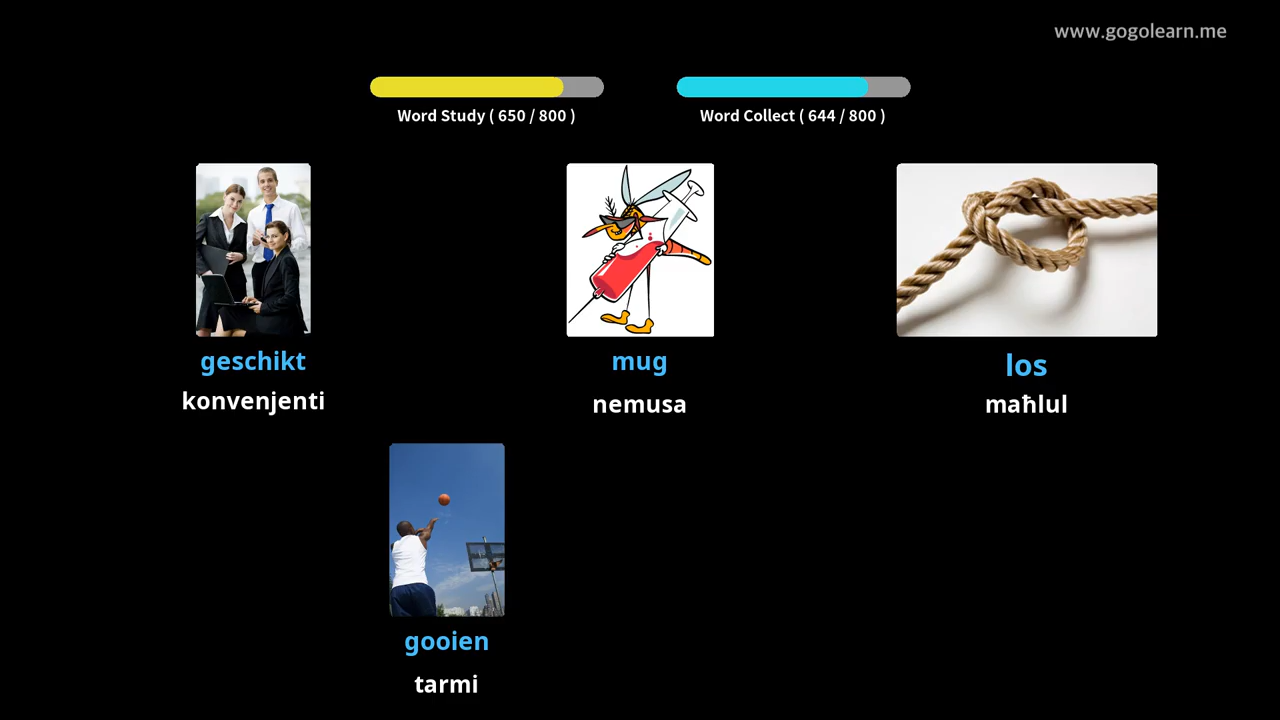 www.gogolearn.me
Word Study ( 650 / 800 )
Word Collect ( 644 / 800 )
geschikt
konvenjenti
mug
nemusa
los
maħlul
gooien
tarmi